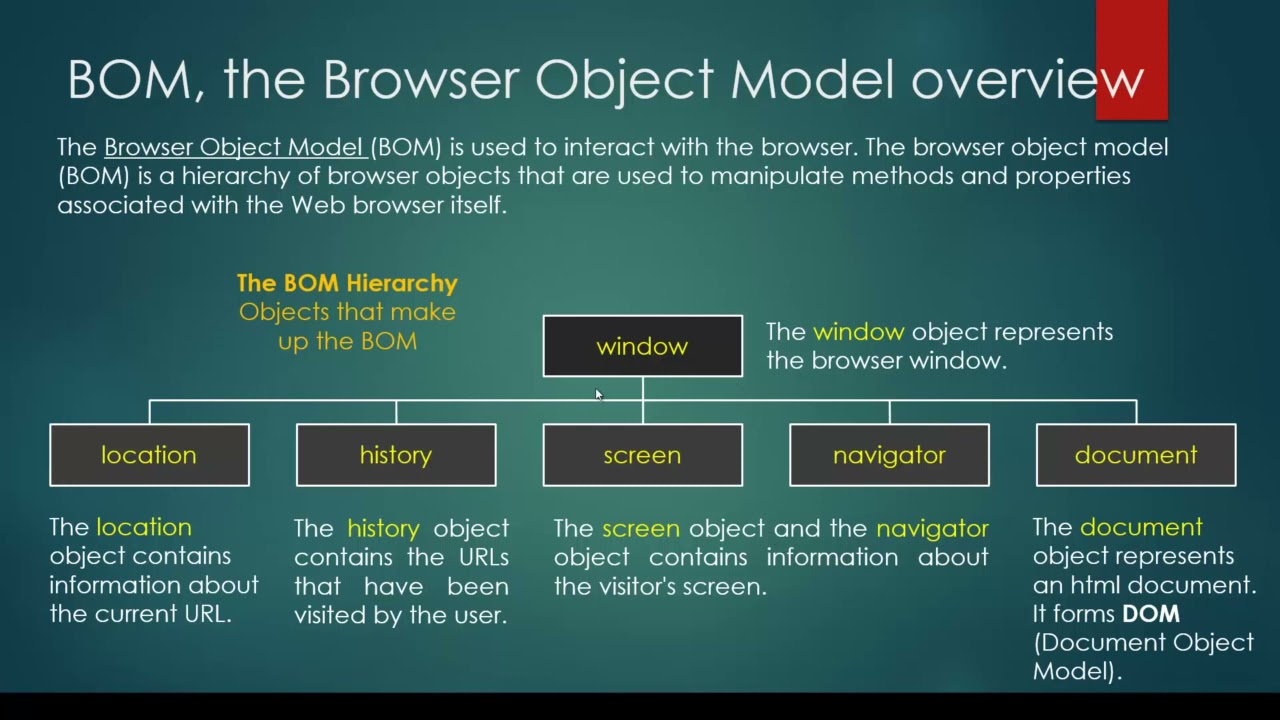 BOM, the Browser Object Model overview
The Browser Object Model (BOM) is used to interact with the browser. The browser object model
(BOM) is a hierarchy of browser objects that are used to manipulate methods and properties
associated with the Web browser itself.
The BOM Hierarchy
Objects that make
up the BOM
window
The window object represents
the browser window.
location
history
screen
navigator
document
The location
object contains
information about
the current URL.
The history object
contains the URLs
that have been
visited by the user.
The screen object and the navigator
object contains information about
the visitor's screen.
The document
object represents
an html document.
It forms DOM
(Document Object
Model).